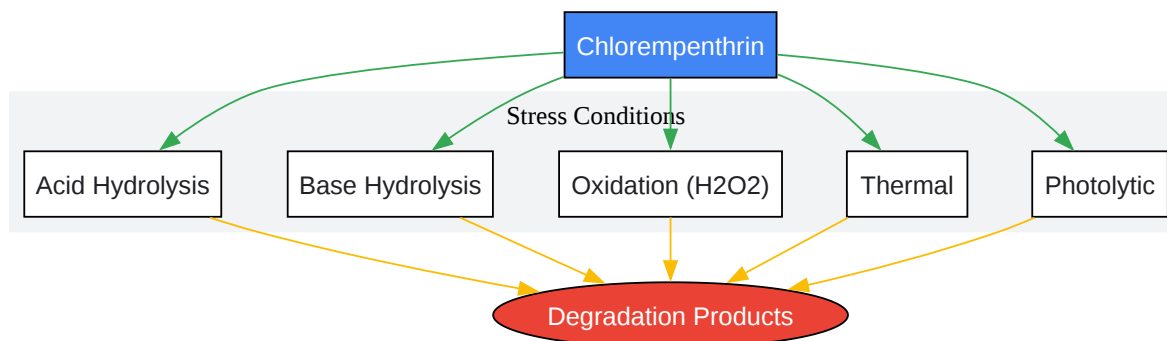 Chlorempenthrin
Stress Conditions
Acid Hydrolysis
Base Hydrolysis
Oxidation (H2O2)
Thermal
Photolytic
Degradation Products